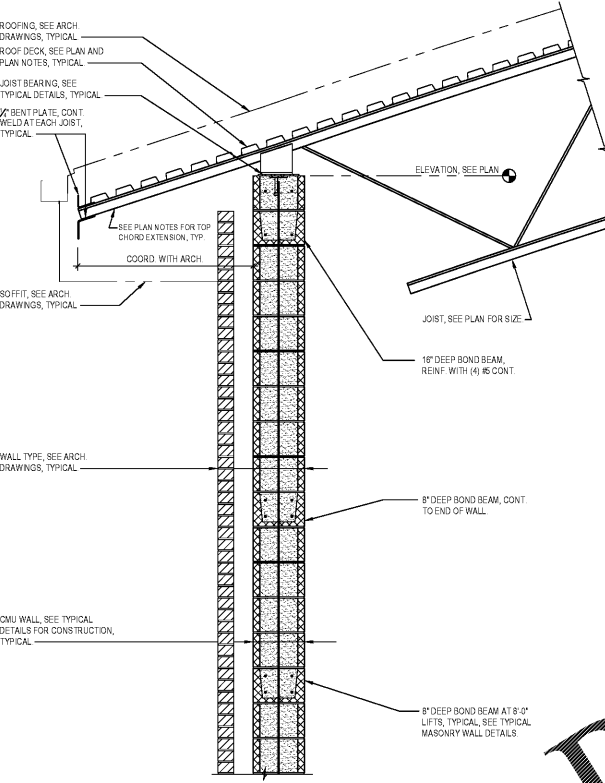 ROOFING, SEE ARCH.
DRAWINGS, TYPICAL
ROOF DECK, SEE PLAN AND
PLAN NOTES, TYPICAL
JOIST BEARING, SEE
TYPICAL DETAILS, TYPICAL
BENT PLATE, CONT.
WELD AT EACH JOIST,
TYPICAL
ELEVATION, SEE PLAN
SEE PLAN NOTES FOR TOP
CHORD EXTENSION, TYP.
COORD. WITH ARCH.
SOFFIT, SEE ARCH
DRAWINGS, TYPICAL
JOIST, SEE PLAN FOR SIZE
16" DEEP BOND BEAM,
REINF. WITH (4) #5 CONT.
WALL TYPE, SEE ARCH.
DRAWINGS, TYPICAL
8" DEEP BOND BEAM, CONT.
TO END OF WALL.
CMU WALL, SEE TYPICAL
DETAILS FOR CONSTRUCTION,
TYPICAL
8" DEEP BOND BEAM AT 8'-0"
LIFTS, TYPICAL, SEE TYPICAL
MASONRY WALL DETAILS.